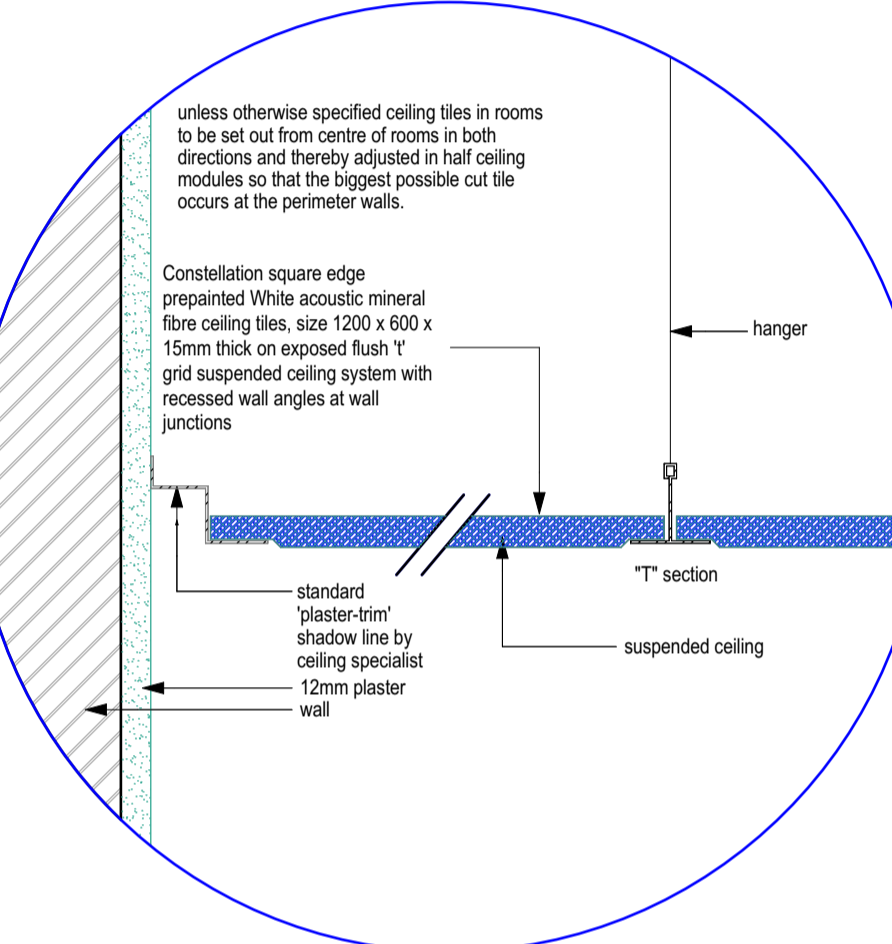 unless otherwise specified ceiling tiles in rooms
to be set out from centre of rooms in both
directions and thereby adjusted in half ceiling
modules so that the biggest possible cut tile
occurs at the perimeter walls.
Constellation square edge
prepainted White acoustic mineral
fibre ceiling tiles, size 1200 x 600 x
15mm thick on exposed flush 't'
grid suspended ceiling system with
recessed wall angles at wall
junctions
hanger
"T" section
standard
'plaster-trim'
shadow line by
ceiling specialist
suspended ceiling
12mm plaster
wall